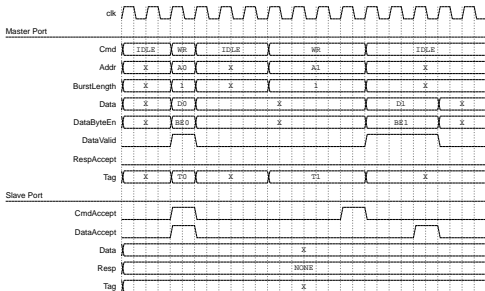 clk
Master Port
Cmd IDLE WR IDLE WR IDLE
Addr X A0 X A1 X
BurstLength X 1 X 1 X
Data X D0 X D1 X
DataByteEn X BE0 X BE1 X
DataValid
RespAccept
Tag X T0 X T1 X
Slave Port
CmdAccept
DataAccept
Data X
Resp NONE
Tag X